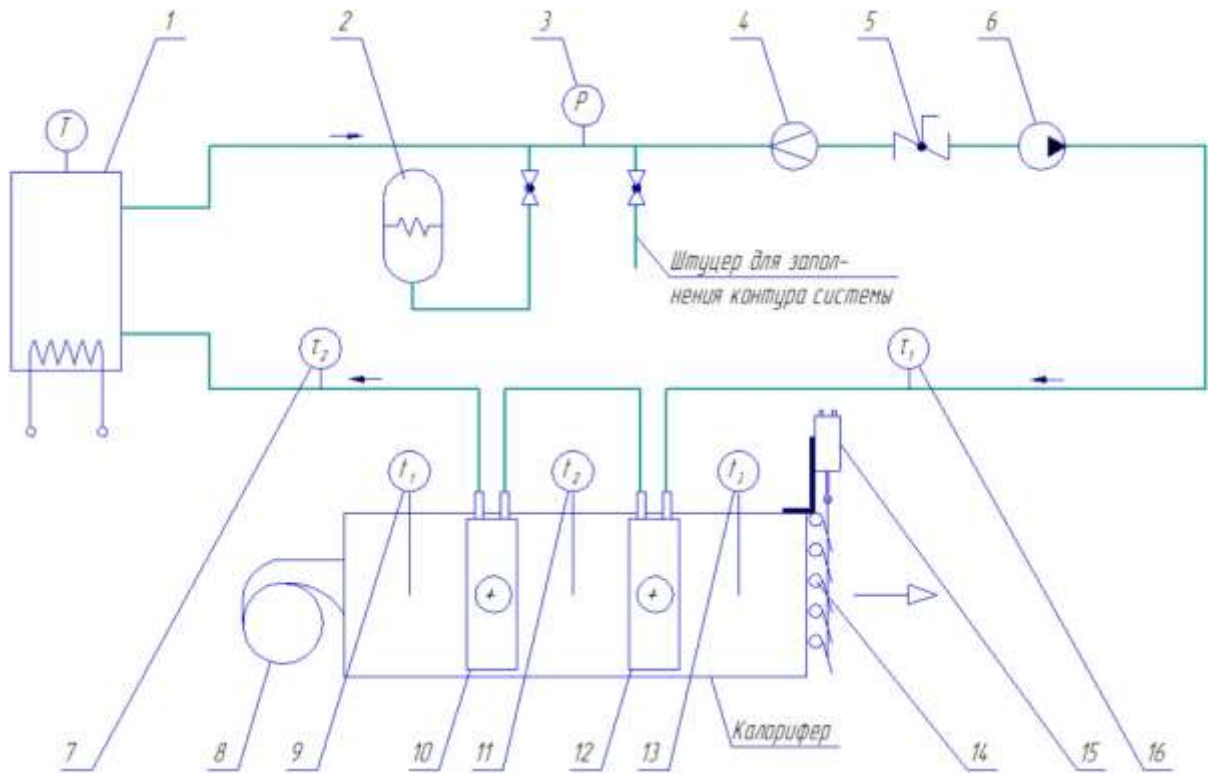 1 2 3 4 5 6
T
P
Штуцер для запол-
нения контура системы
τ₂ τ₁
t₁ t₂ t₃
+ +
Калорифер
7 8 9 10 11 12 13 14 15 16